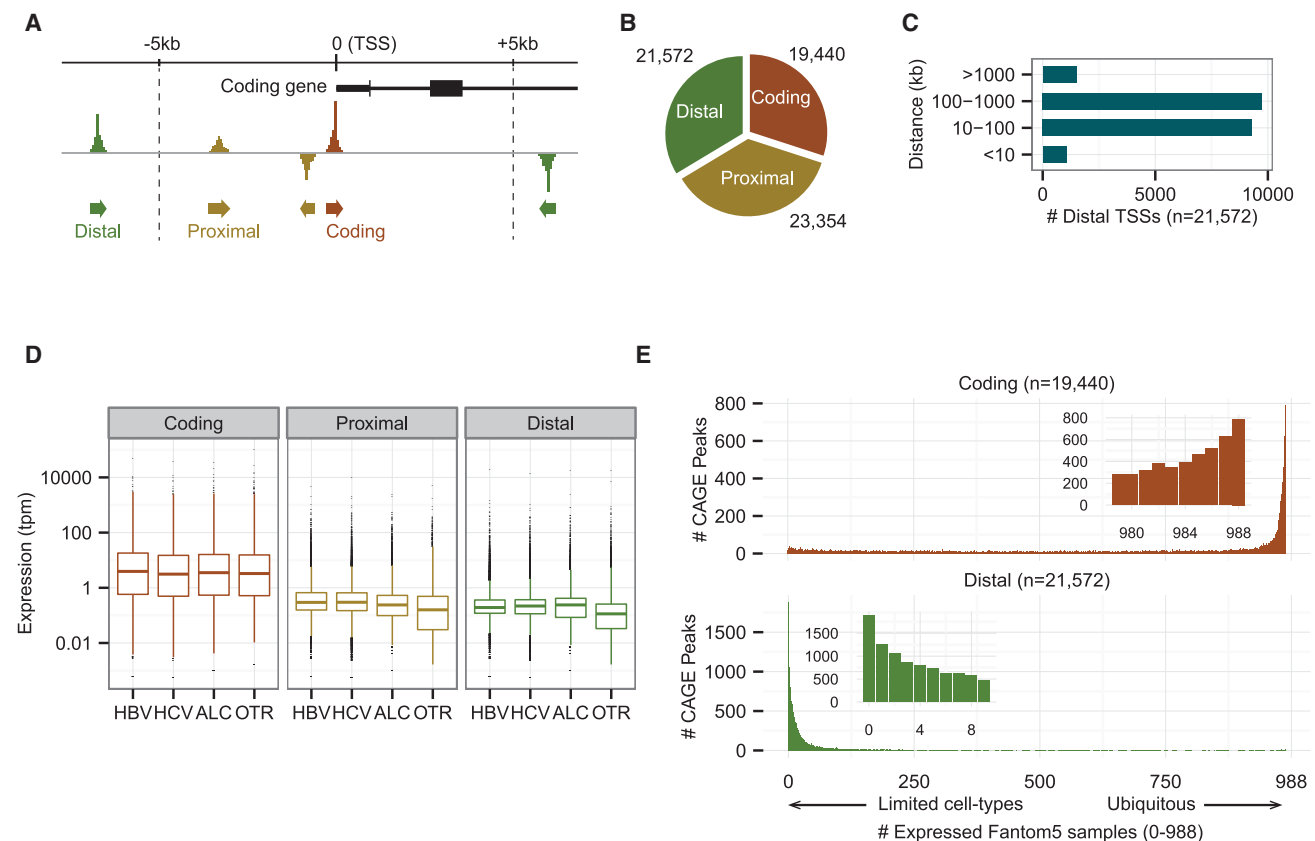 A
-5kb
0 (TSS)
+5kb
Coding gene
Distal
Proximal
Coding
B
21,572
19,440
Distal
Coding
Proximal
23,354
C
Distance (kb)
>1000
100−1000
10−100
<10
0
5000
10000
# Distal TSSs (n=21,572)
D
Coding
Proximal
Distal
Expression (tpm)
10000
100
1
0.01
HBV HCV ALC OTR
HBV HCV ALC OTR
HBV HCV ALC OTR
E
Coding (n=19,440)
# CAGE Peaks
800
600
400
200
0
800
600
400
200
0
980
984
988
Distal (n=21,572)
# CAGE Peaks
1500
1000
500
0
1500
1000
500
0
0
4
8
0
250
500
750
988
Limited cell-types
Ubiquitous
# Expressed Fantom5 samples (0-988)